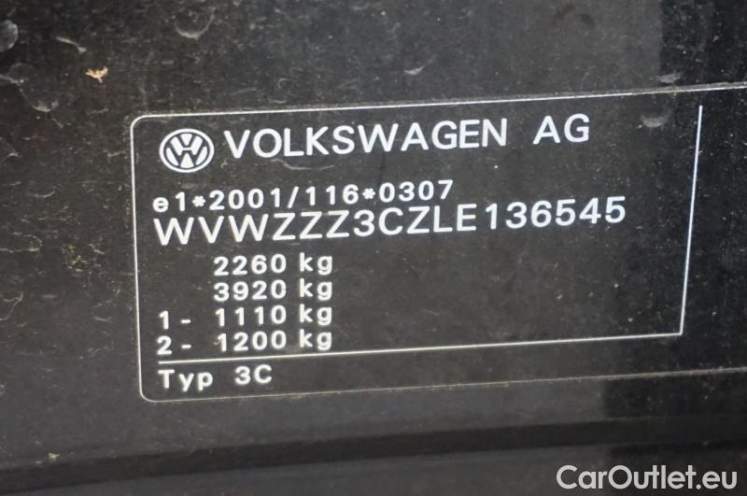 VOLKSWAGEN AG
e1*2001/116*0307
WVWZZZ3CZLE136545
2260 kg
3920 kg
1 - 1110 kg
2 - 1200 kg
Typ 3C
CarOutlet.eu